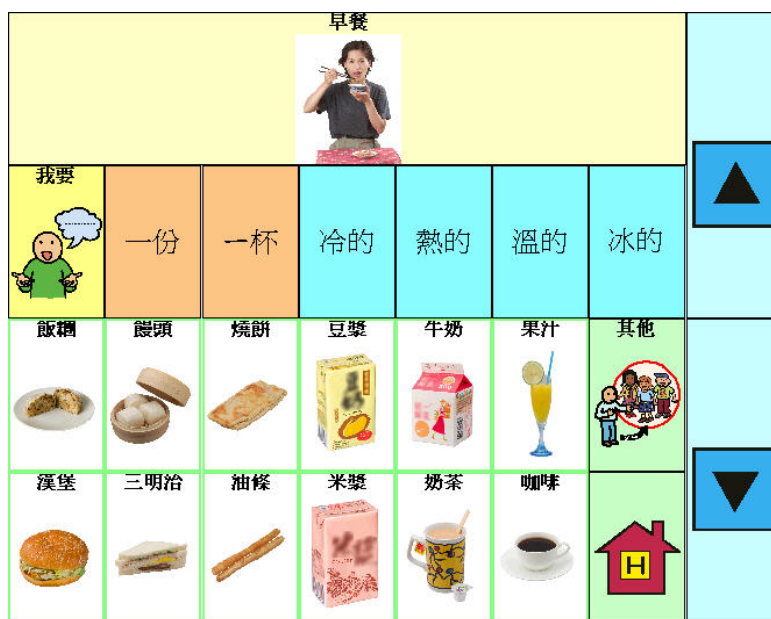 早餐
我要
一份
一杯
冷的
熱的
溫的
冰的
飯糰
饅頭
燒餅
豆漿
牛奶
果汁
其他
漢堡
三明治
油條
米漿
奶茶
咖啡
H